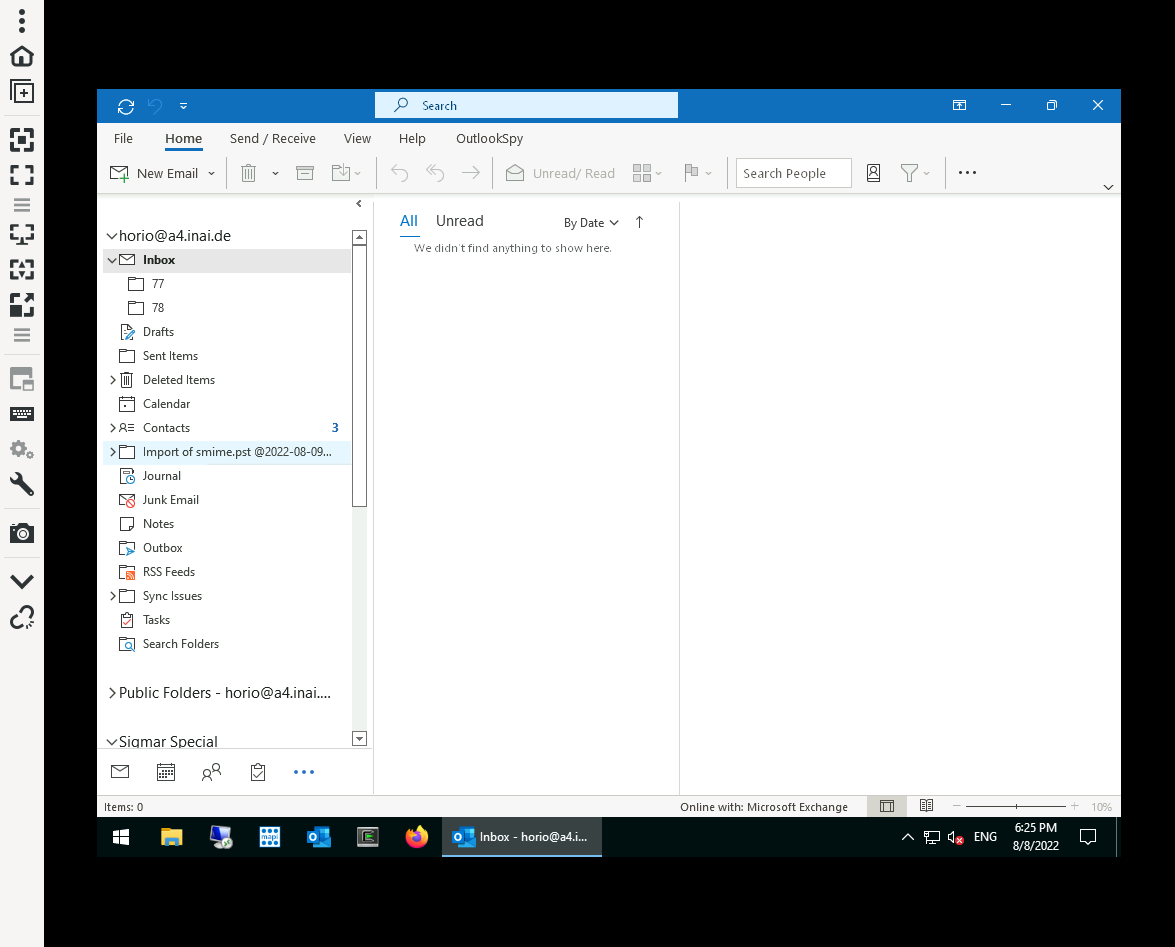 Search
File Home Send / Receive View Help OutlookSpy
New Email Unread/ Read Search People
All Unread By Date
We didn't find anything to show here.
horio@a4.inai.de
Inbox
77
78
Drafts
Sent Items
Deleted Items
Calendar
Contacts 3
Import of smime.pst @2022-08-09...
Journal
Junk Email
Notes
Outbox
RSS Feeds
Sync Issues
Tasks
Search Folders
Public Folders - horio@a4.inai....
Sigmar Special
Items: 0 Online with: Microsoft Exchange 10%
mapi
Inbox - horio@a4.i...
ENG
6:25 PM
8/8/2022